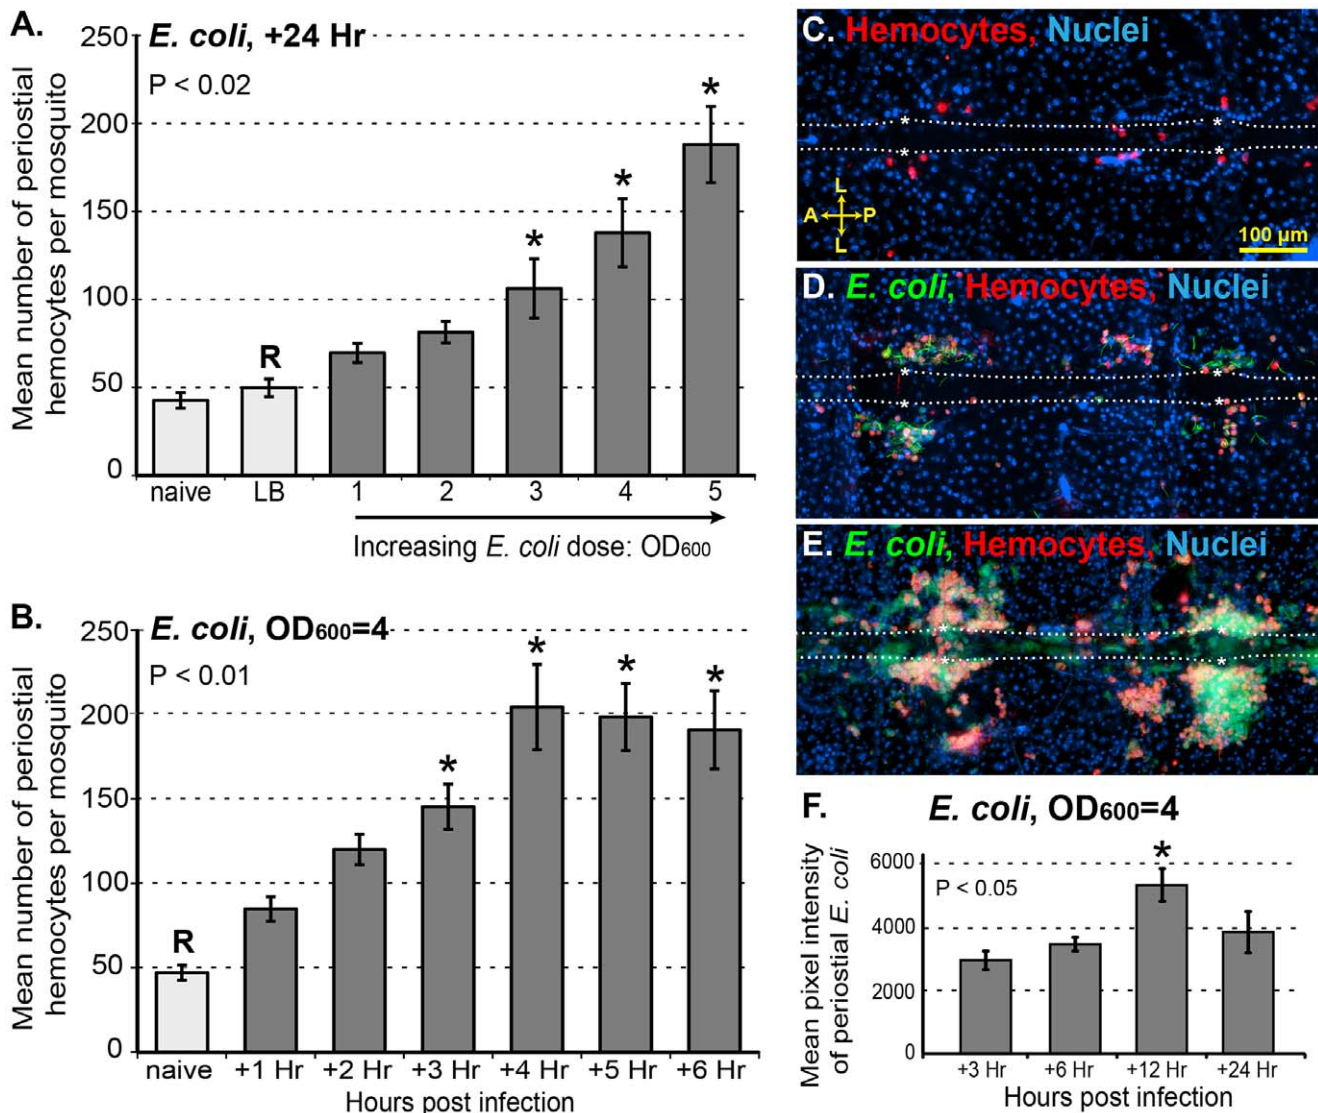 A.
E. coli, +24 Hr
P < 0.02
Mean number of periostial
hemocytes per mosquito
250
200
150
100
50
0
R
*
*
*
naive
LB
1
2
3
4
5
Increasing E. coli dose: OD600
B.
E. coli, OD600=4
P < 0.01
Mean number of periostial
hemocytes per mosquito
250
200
150
100
50
0
R
*
*
*
*
naive
+1 Hr
+2 Hr
+3 Hr
+4 Hr
+5 Hr
+6 Hr
Hours post infection
C. Hemocytes, Nuclei
*
*
*
*
L
A
P
L
100 µm
D. E. coli, Hemocytes, Nuclei
*
*
*
*
E. E. coli, Hemocytes, Nuclei
*
*
*
*
F.
E. coli, OD600=4
P < 0.05
Mean pixel intensity
of periostial E. coli
6000
4000
2000
0
*
+3 Hr
+6 Hr
+12 Hr
+24 Hr
Hours post infection